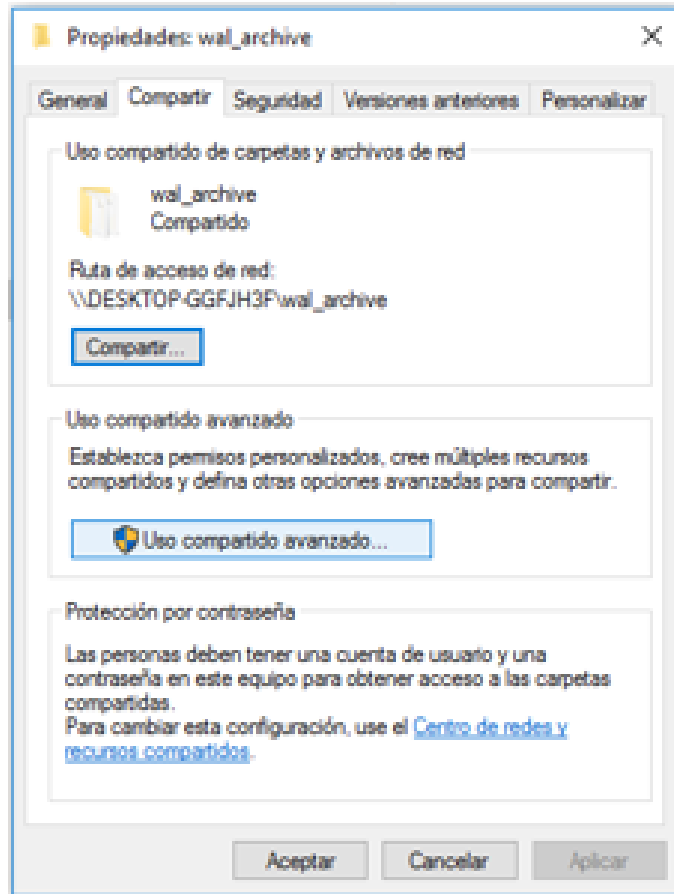 Propiedades: wal_archive
General Compartir Seguridad Versiones anteriores Personalizar
Uso compartido de carpetas y archivos de red
wal_archive
Compartido
Ruta de acceso de red:
\\DESKTOP-GGFJH3F\wal_archive
Compartir...
Uso compartido avanzado
Establezca permisos personalizados, cree múltiples recursos
compartidos y defina otras opciones avanzadas para compartir.
Uso compartido avanzado...
Protección por contraseña
Las personas deben tener una cuenta de usuario y una
contraseña en este equipo para obtener acceso a las carpetas
compartidas.
Para cambiar esta configuración, use el Centro de redes y
recursos compartidos.
Aceptar Cancelar Aplicar